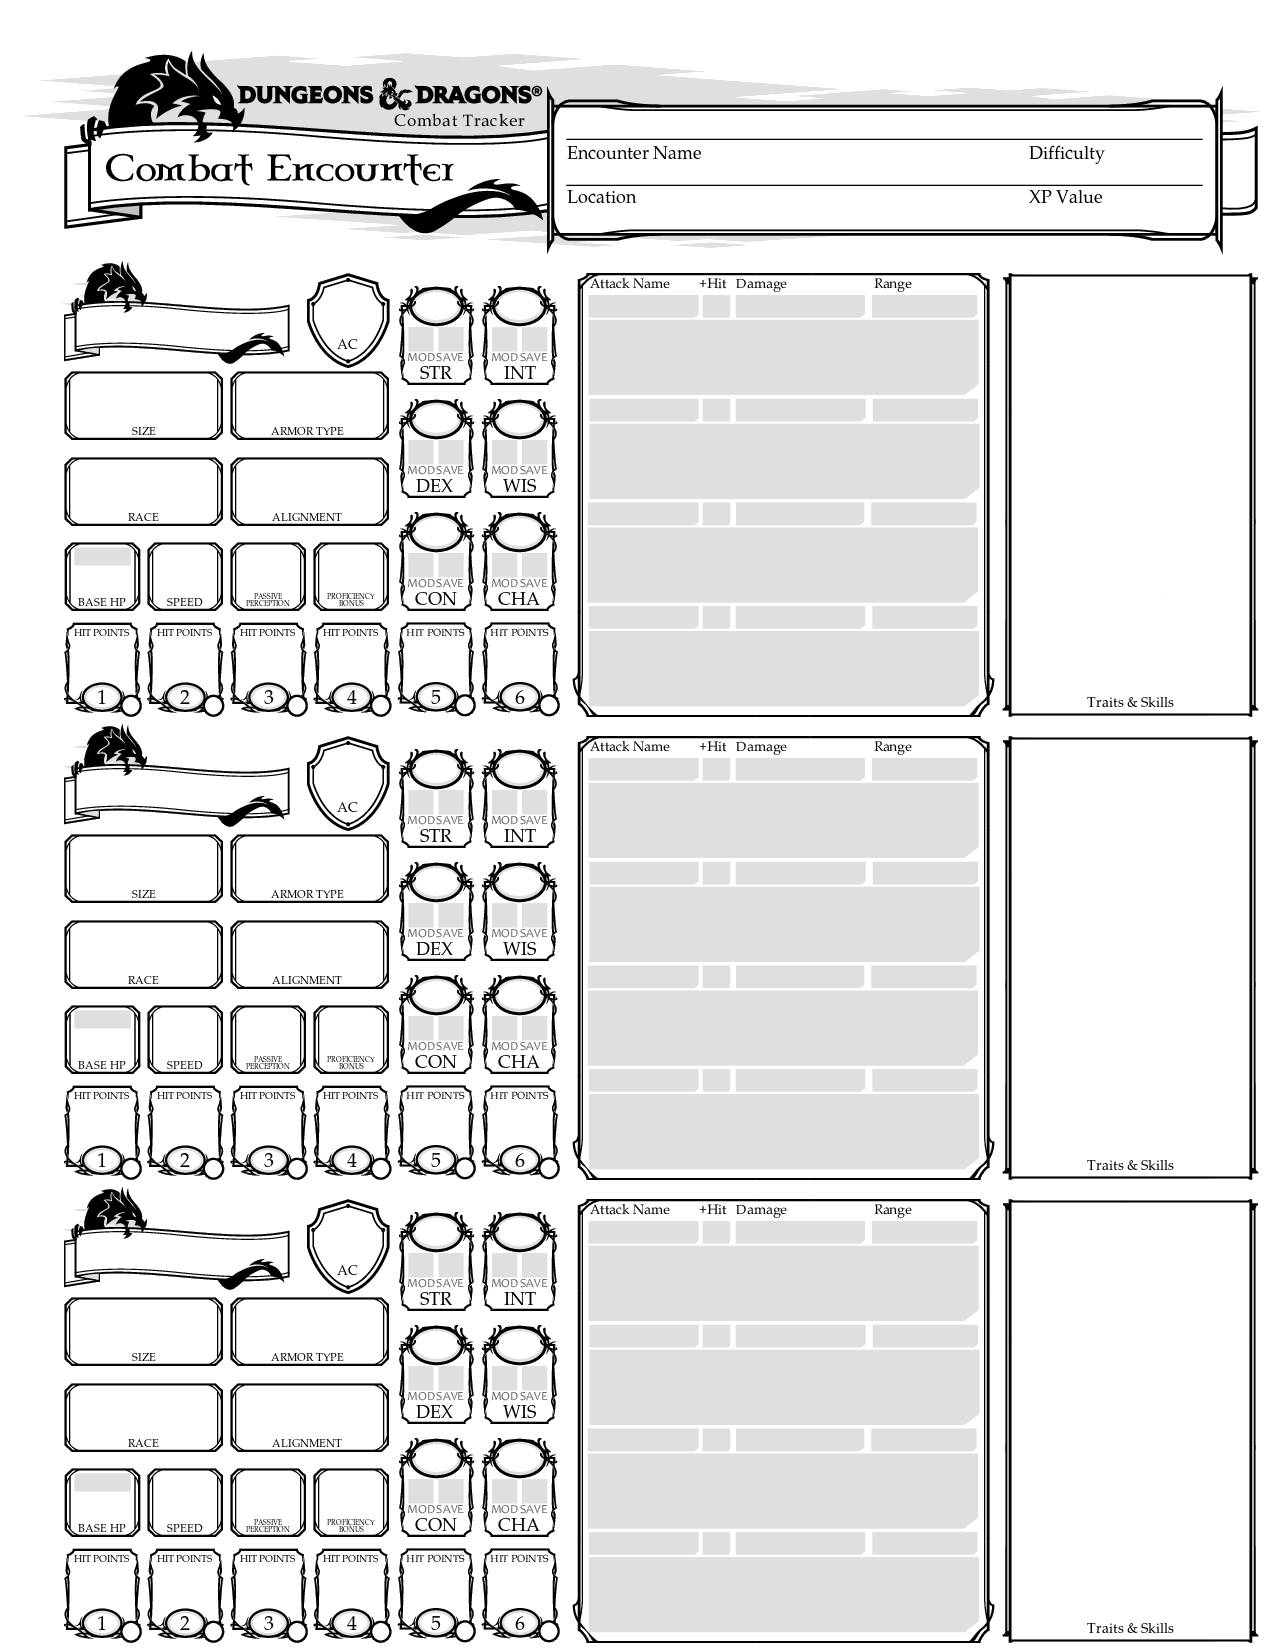 DUNGEONS & DRAGONS®
Combat Tracker
Combat Encounter
Encounter Name Difficulty
Location XP Value
AC
MOD SAVE MOD SAVE
STR INT
SIZE ARMOR TYPE
MOD SAVE MOD SAVE
DEX WIS
RACE ALIGNMENT
MOD SAVE MOD SAVE
CON CHA
BASE HP SPEED PASSIVE PERCEPTION PROFICIENCY BONUS
HIT POINTS HIT POINTS HIT POINTS HIT POINTS HIT POINTS HIT POINTS
1 2 3 4 5 6
Attack Name +Hit Damage Range
Traits & Skills
AC
MOD SAVE MOD SAVE
STR INT
SIZE ARMOR TYPE
MOD SAVE MOD SAVE
DEX WIS
RACE ALIGNMENT
MOD SAVE MOD SAVE
CON CHA
BASE HP SPEED PASSIVE PERCEPTION PROFICIENCY BONUS
HIT POINTS HIT POINTS HIT POINTS HIT POINTS HIT POINTS HIT POINTS
1 2 3 4 5 6
Attack Name +Hit Damage Range
Traits & Skills
AC
MOD SAVE MOD SAVE
STR INT
SIZE ARMOR TYPE
MOD SAVE MOD SAVE
DEX WIS
RACE ALIGNMENT
MOD SAVE MOD SAVE
CON CHA
BASE HP SPEED PASSIVE PERCEPTION PROFICIENCY BONUS
HIT POINTS HIT POINTS HIT POINTS HIT POINTS HIT POINTS HIT POINTS
1 2 3 4 5 6
Attack Name +Hit Damage Range
Traits & Skills